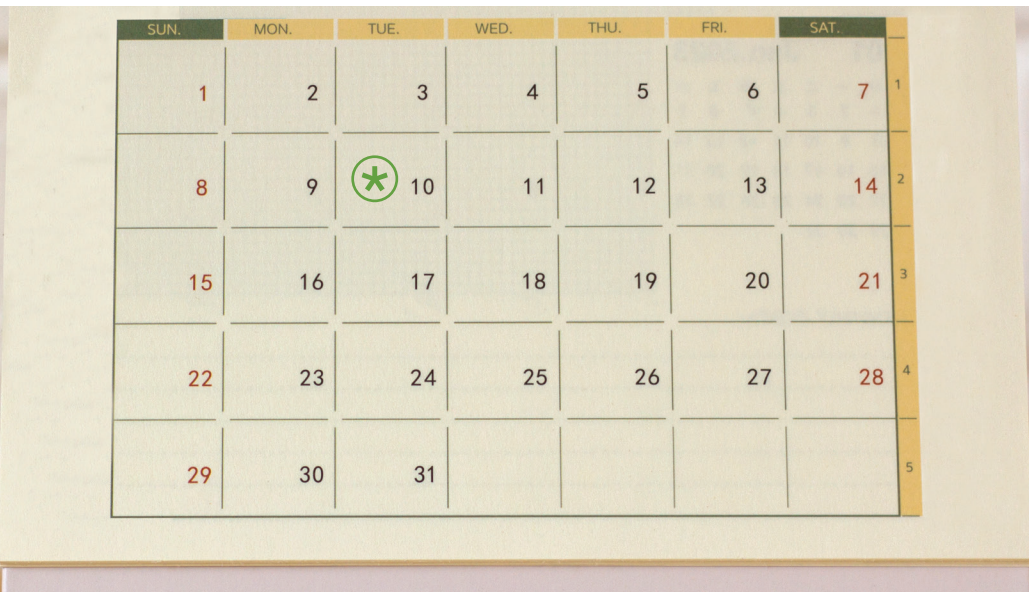 SUN. MON. TUE. WED. THU. FRI. SAT.
1 2 3 4 5 6 7 1
8 9 10 11 12 13 14 2
15 16 17 18 19 20 21 3
22 23 24 25 26 27 28 4
29 30 31 5